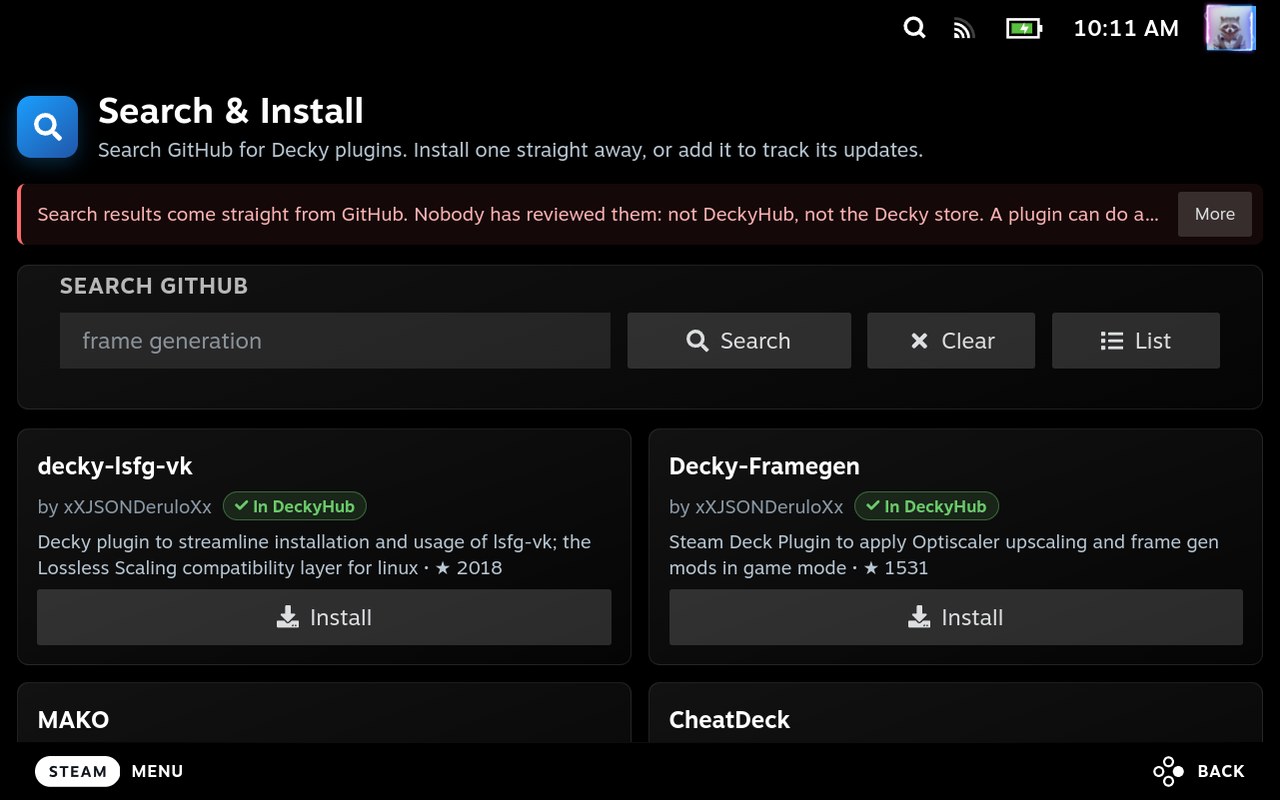 10:11 AM
Search & Install
Search GitHub for Decky plugins. Install one straight away, or add it to track its updates.
Search results come straight from GitHub. Nobody has reviewed them: not DeckyHub, not the Decky store. A plugin can do a...
More
SEARCH GITHUB
frame generation
Search
Clear
List
decky-lsfg-vk
by xXJSONDeruloXx
In DeckyHub
Decky plugin to streamline installation and usage of lsfg-vk; the
Lossless Scaling compatibility layer for linux • ★ 2018
Install
Decky-Framegen
by xXJSONDeruloXx
In DeckyHub
Steam Deck Plugin to apply Optiscaler upscaling and frame gen
mods in game mode • ★ 1531
Install
MAKO
CheatDeck
STEAM MENU
BACK